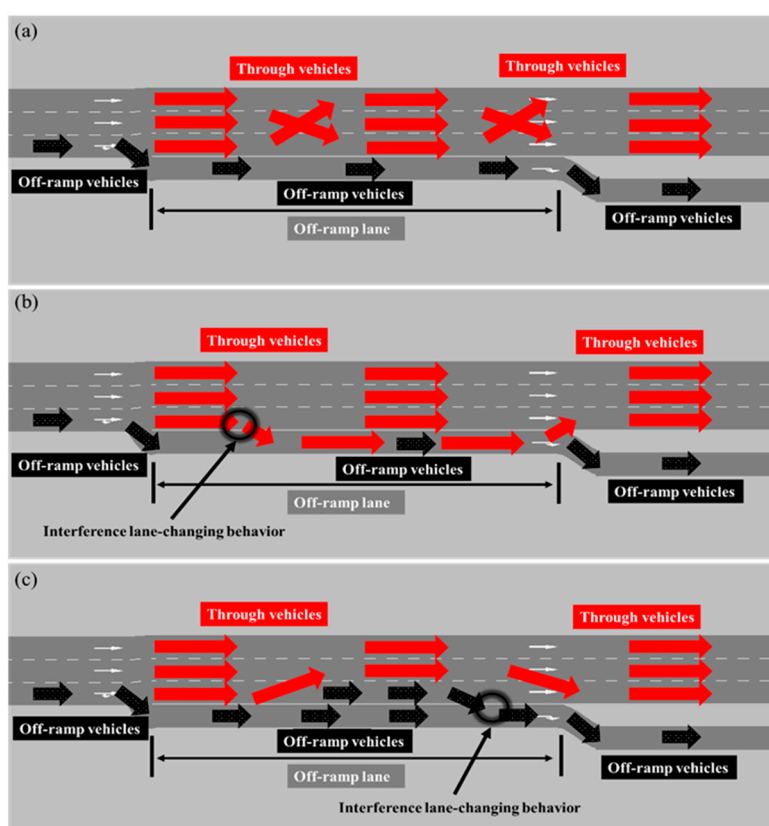 (a)
Through vehicles
Through vehicles
Off-ramp vehicles
Off-ramp vehicles
Off-ramp vehicles
Off-ramp lane
(b)
Through vehicles
Through vehicles
Off-ramp vehicles
Off-ramp vehicles
Off-ramp vehicles
Off-ramp lane
Interference lane-changing behavior
(c)
Through vehicles
Through vehicles
Off-ramp vehicles
Off-ramp vehicles
Off-ramp vehicles
Off-ramp lane
Interference lane-changing behavior